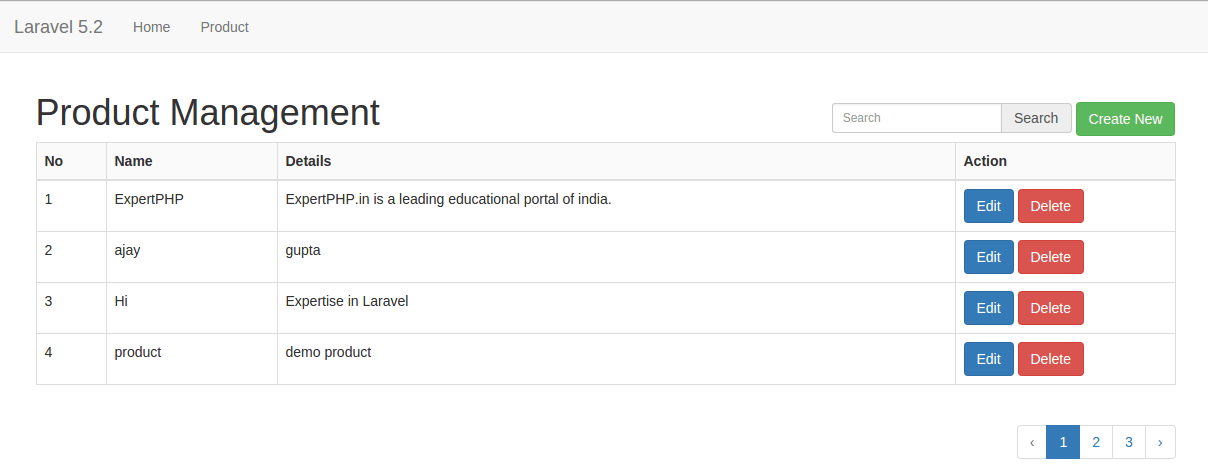 Laravel 5.2 Home Product
Product Management
Search Search Create New
No Name Details Action
1 ExpertPHP ExpertPHP.in is a leading educational portal of india. Edit Delete
2 ajay gupta Edit Delete
3 Hi Expertise in Laravel Edit Delete
4 product demo product Edit Delete
‹ 1 2 3 ›